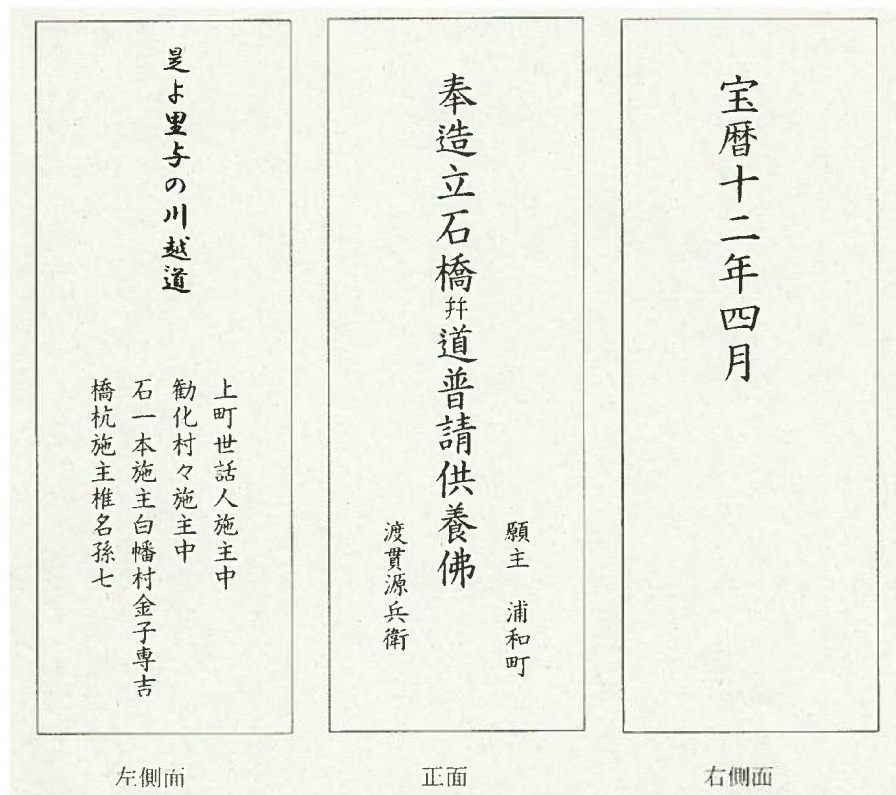 宝暦十二年四月
右側面
願主　浦和町
奉造立石橋幷道普請供養佛
渡貫源兵衛
正面
是よ里与の川越道
上町世話人施主中
勧化村々施主中
石一本施主白幡村金子専吉
橋杭施主椎名孫七
左側面